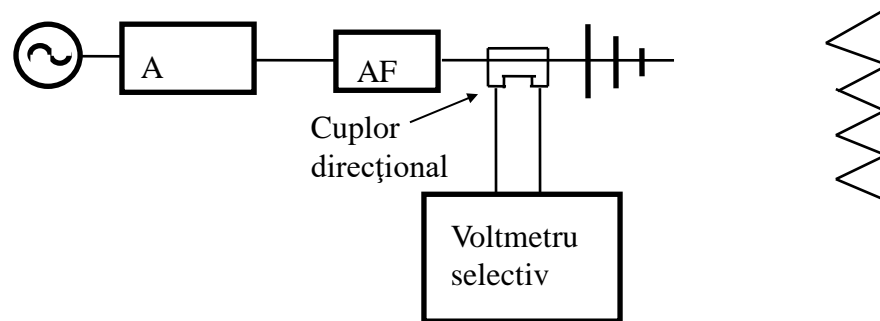 A
AF
Cuplor
direcţional
Voltmetru
selectiv